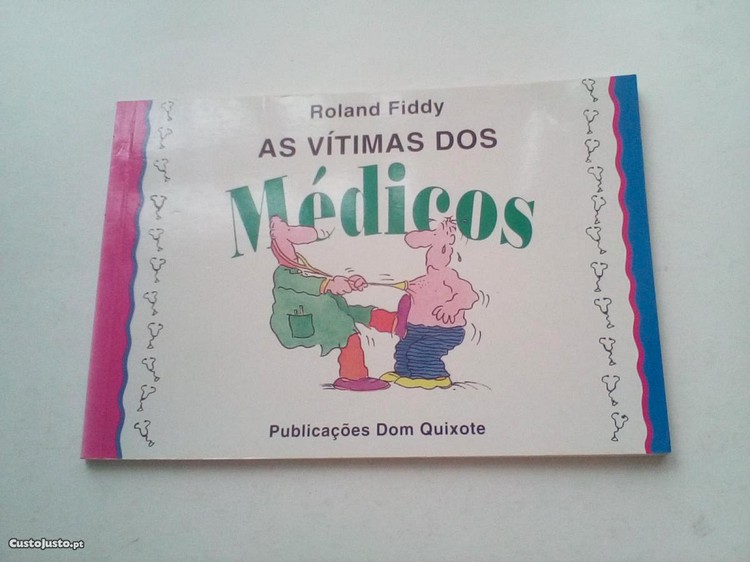 Roland Fiddy
AS VÍTIMAS DOS
Médicos
Publicações Dom Quixote
CustoJusto.pt